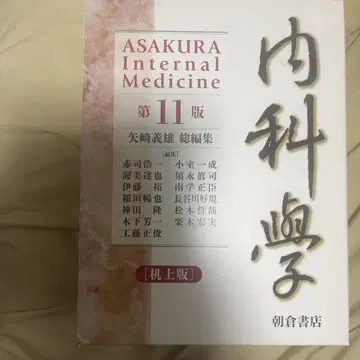 ASAKURA
Internal
Medicine
第11版
矢﨑義雄 総編集
[編集]
赤司浩一 小室一成
渥美達也 須永眞司
伊藤 裕 南学正臣
稲垣暢也 長谷川好規
神田 隆 松本哲哉
木下芳一 楽木宏実
工藤正俊
[机上版]
内科學
朝倉書店